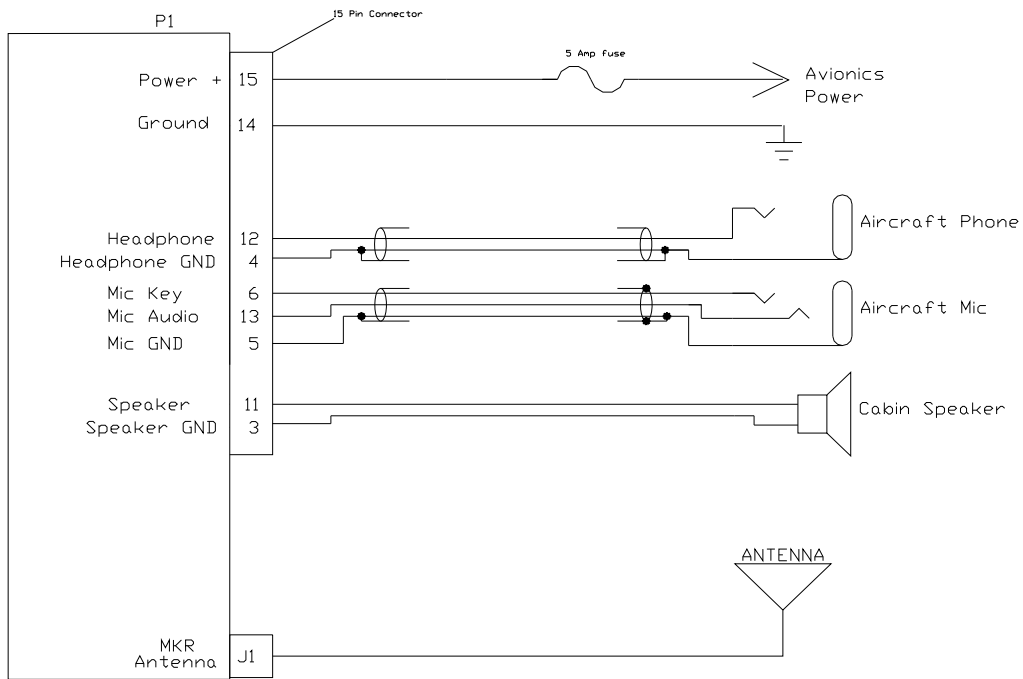 P1
15 Pin Connector
5 Amp fuse
Power + 15
Avionics
Power
Ground 14
Headphone 12
Aircraft Phone
Headphone GND 4
Mic Key 6
Aircraft Mic
Mic Audio 13
Mic GND 5
Speaker 11
Cabin Speaker
Speaker GND 3
ANTENNA
MKR
Antenna J1